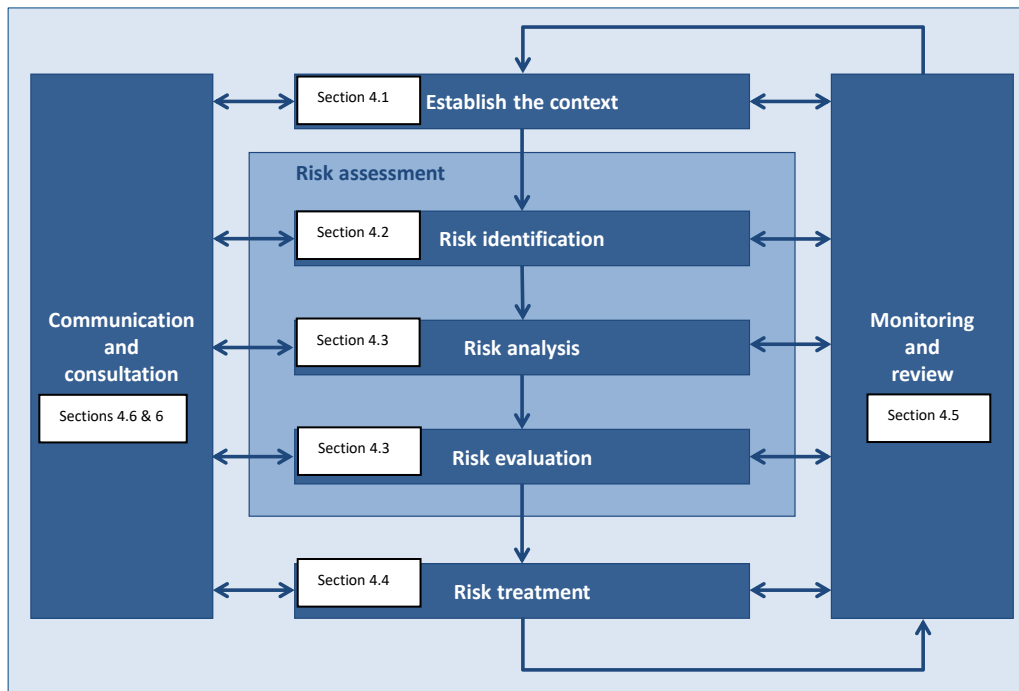 Section 4.1
Establish the context
Risk assessment
Section 4.2
Risk identification
Section 4.3
Risk analysis
Section 4.3
Risk evaluation
Section 4.4
Risk treatment
Communication
and
consultation
Sections 4.6 & 6
Monitoring
and
review
Section 4.5